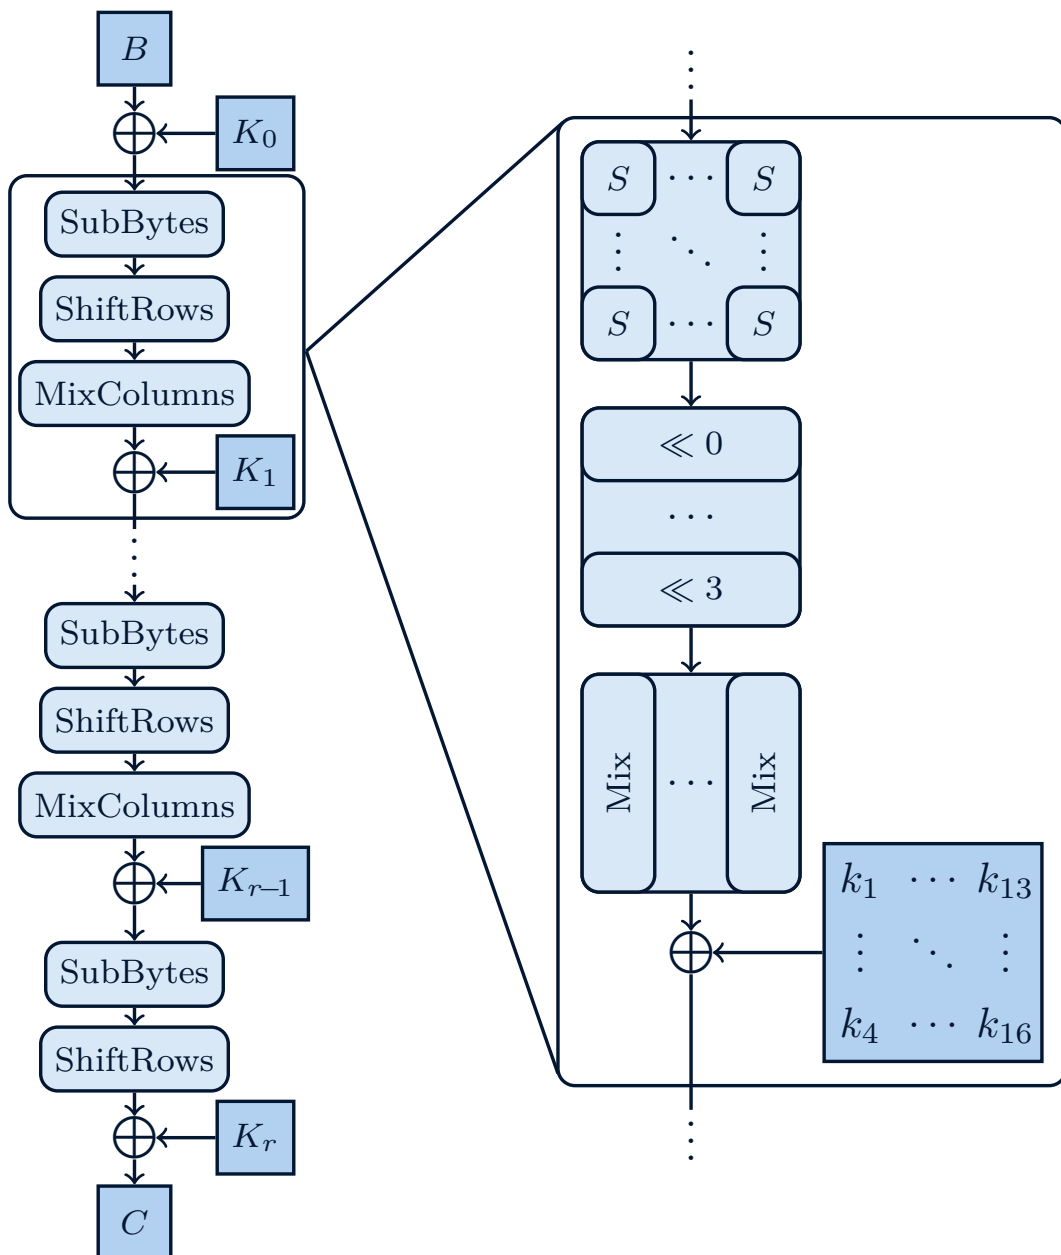 B
K₀
SubBytes
ShiftRows
MixColumns
K₁
⋮
SubBytes
ShiftRows
MixColumns
Kᵣ₋₁
SubBytes
ShiftRows
Kᵣ
C
⋮
S ⋯ S
⋮ ⋱ ⋮
S ⋯ S
≪ 0
⋯
≪ 3
Mix ⋯ Mix
k₁ ⋯ k₁₃
⋮ ⋱ ⋮
k₄ ⋯ k₁₆
⋮